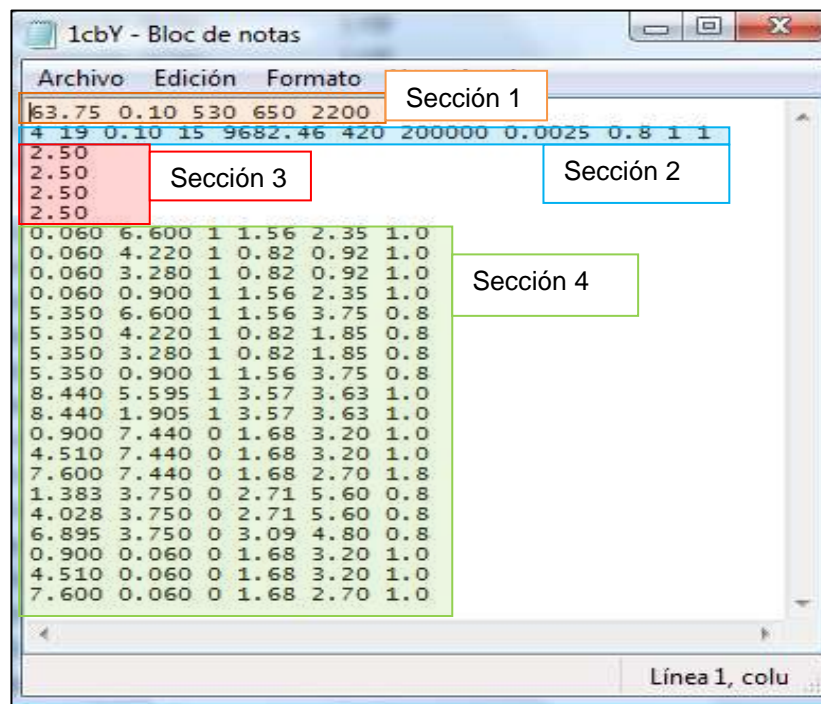 1cbY - Bloc de notas
Archivo Edición Formato
Sección 1
63.75 0.10 530 650 2200
4 19 0.10 15 9682.46 420 200000 0.0025 0.8 1 1
Sección 2
2.50
2.50
2.50
2.50
Sección 3
0.060 6.600 1 1.56 2.35 1.0
0.060 4.220 1 0.82 0.92 1.0
0.060 3.280 1 0.82 0.92 1.0
0.060 0.900 1 1.56 2.35 1.0
5.350 6.600 1 1.56 3.75 0.8
5.350 4.220 1 0.82 1.85 0.8
5.350 3.280 1 0.82 1.85 0.8
5.350 0.900 1 1.56 3.75 0.8
8.440 5.595 1 3.57 3.63 1.0
8.440 1.905 1 3.57 3.63 1.0
0.900 7.440 0 1.68 3.20 1.0
4.510 7.440 0 1.68 3.20 1.0
7.600 7.440 0 1.68 2.70 1.8
1.383 3.750 0 2.71 5.60 0.8
4.028 3.750 0 2.71 5.60 0.8
6.895 3.750 0 3.09 4.80 0.8
0.900 0.060 0 1.68 3.20 1.0
4.510 0.060 0 1.68 3.20 1.0
7.600 0.060 0 1.68 2.70 1.0
Sección 4
Línea 1, colu